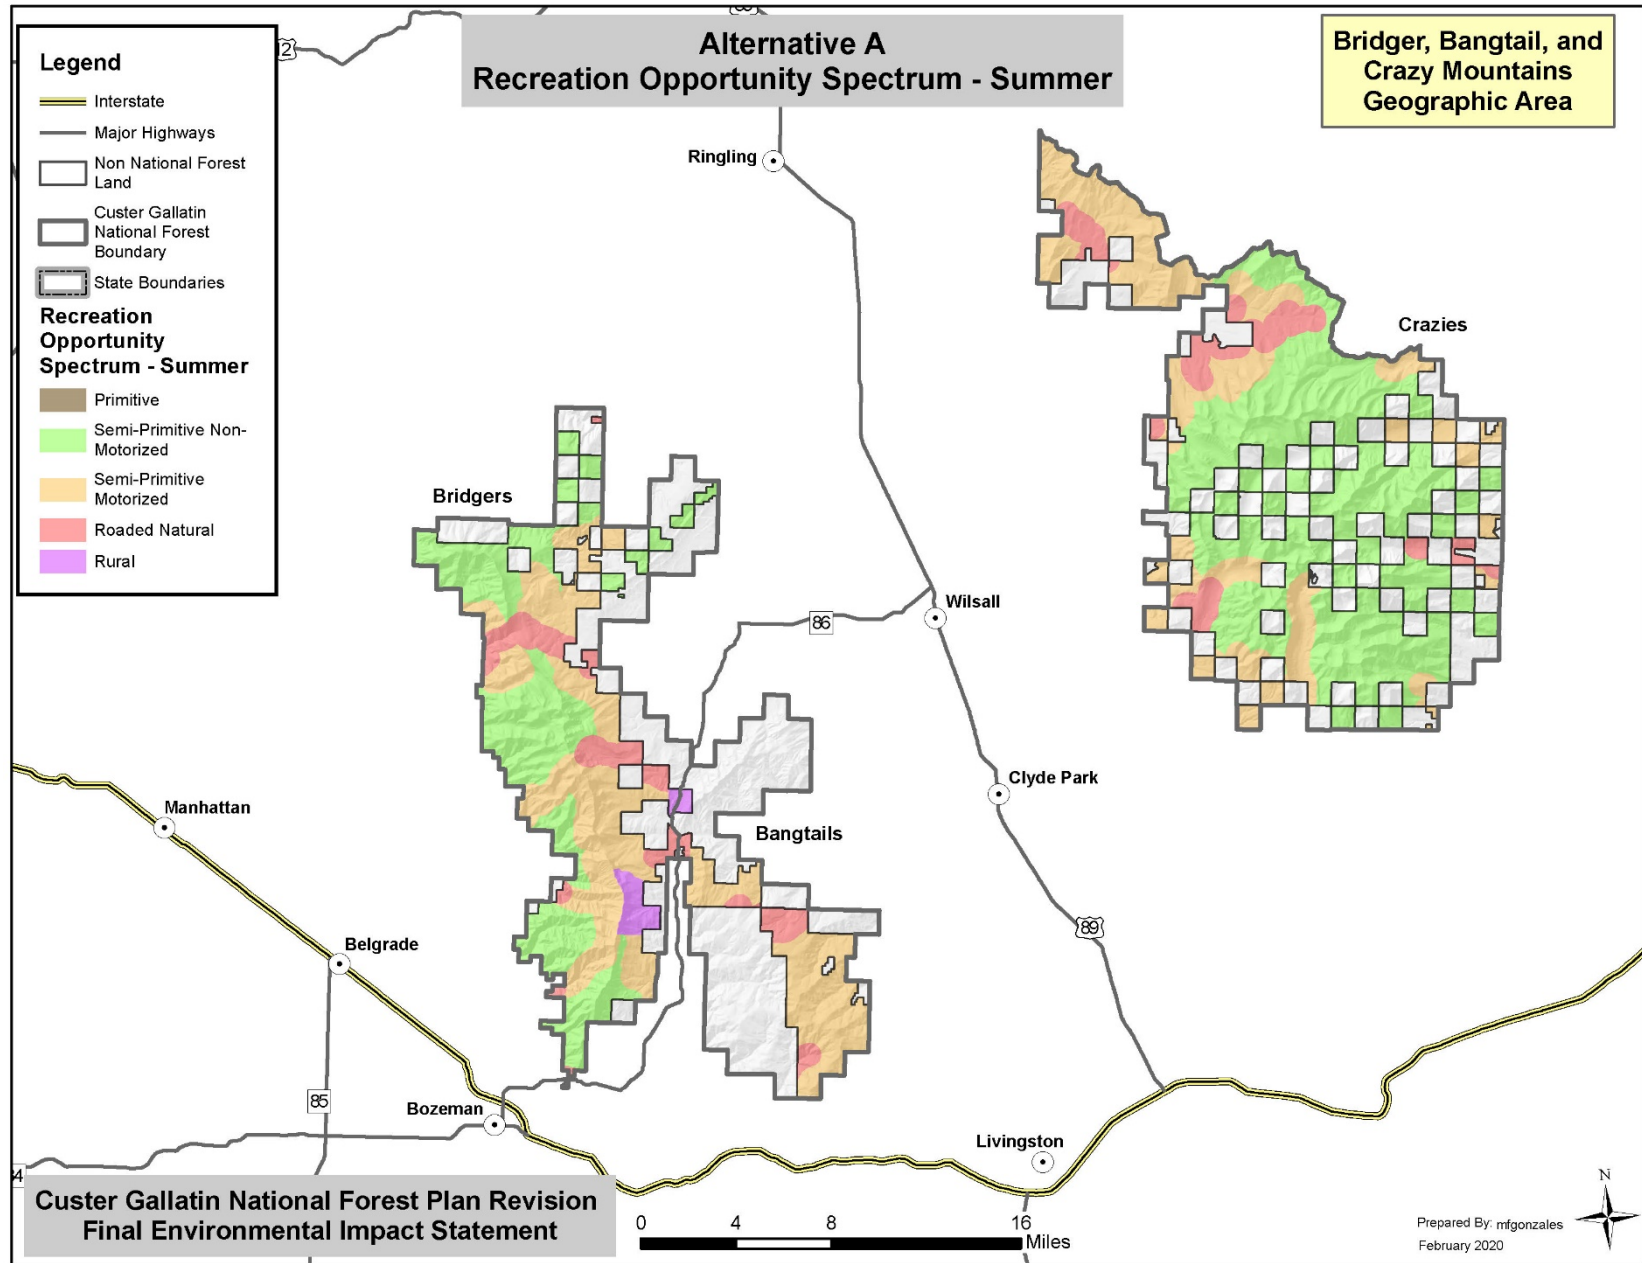 Alternative A
Recreation Opportunity Spectrum - Summer
Bridger, Bangtail, and
Crazy Mountains
Geographic Area
Legend
Interstate
Major Highways
Non National Forest
Land
Custer Gallatin
National Forest
Boundary
State Boundaries
Recreation
Opportunity
Spectrum - Summer
Primitive
Semi-Primitive Non-
Motorized
Semi-Primitive
Motorized
Roaded Natural
Rural
Ringling
Crazies
Bridgers
Wilsall
86
Clyde Park
Manhattan
Bangtails
89
Belgrade
85
Bozeman
Livingston
Custer Gallatin National Forest Plan Revision
Final Environmental Impact Statement
0 4 8 16
Miles
N
Prepared By: mfgonzales
February 2020